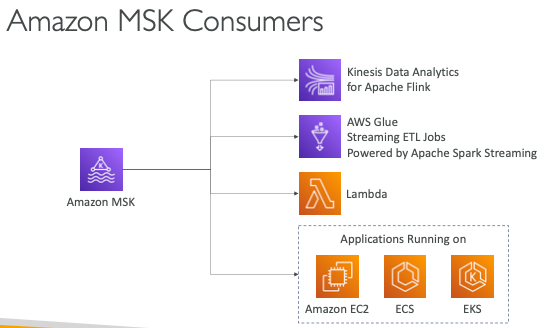 Amazon MSK Consumers
Kinesis Data Analytics
for Apache Flink
AWS Glue
Streaming ETL Jobs
Powered by Apache Spark Streaming
Amazon MSK
Lambda
Applications Running on
Amazon EC2
ECS
EKS